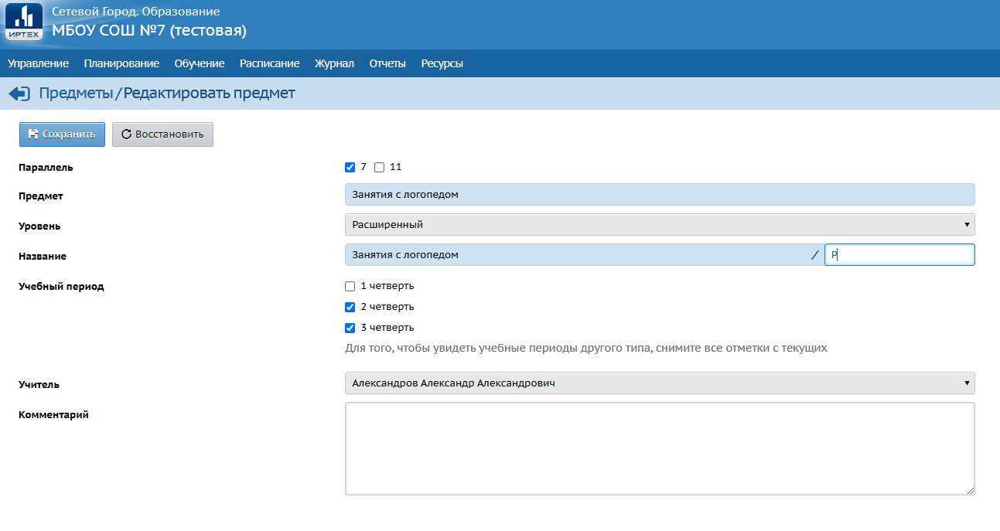 ИРТЕХ
Сетевой Город. Образование
МБОУ СОШ №7 (тестовая)
Управление Планирование Обучение Расписание Журнал Отчеты Ресурсы
Предметы/Редактировать предмет
Сохранить Восстановить
Параллель 7 11
Предмет Занятия с логопедом
Уровень Расширенный
Название Занятия с логопедом / Р
Учебный период 1 четверть
2 четверть
3 четверть
Для того, чтобы увидеть учебные периоды другого типа, снимите все отметки с текущих
Учитель Александров Александр Александрович
Комментарий